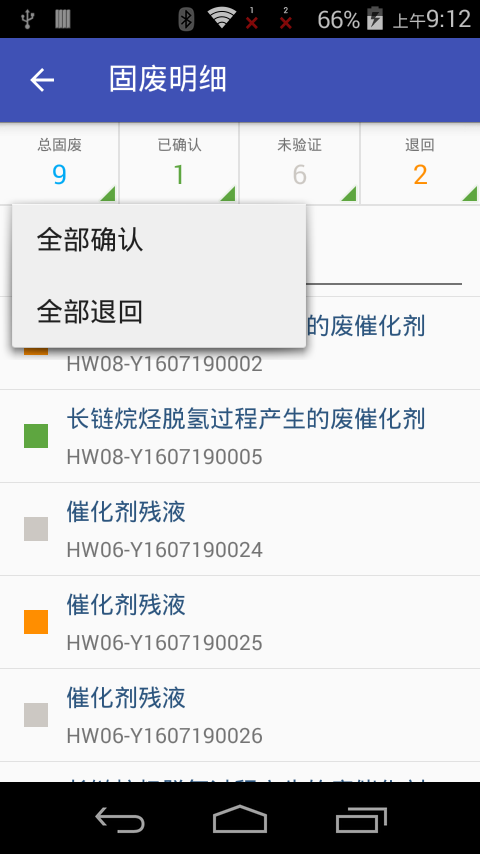 1 2 66% 上午9:12
固废明细
总固废 已确认 未验证 退回
9 1 6 2
全部确认
全部退回
的废催化剂
HW08-Y1607190002
长链烷烃脱氢过程产生的废催化剂
HW08-Y1607190005
催化剂残液
HW06-Y1607190024
催化剂残液
HW06-Y1607190025
催化剂残液
HW06-Y1607190026